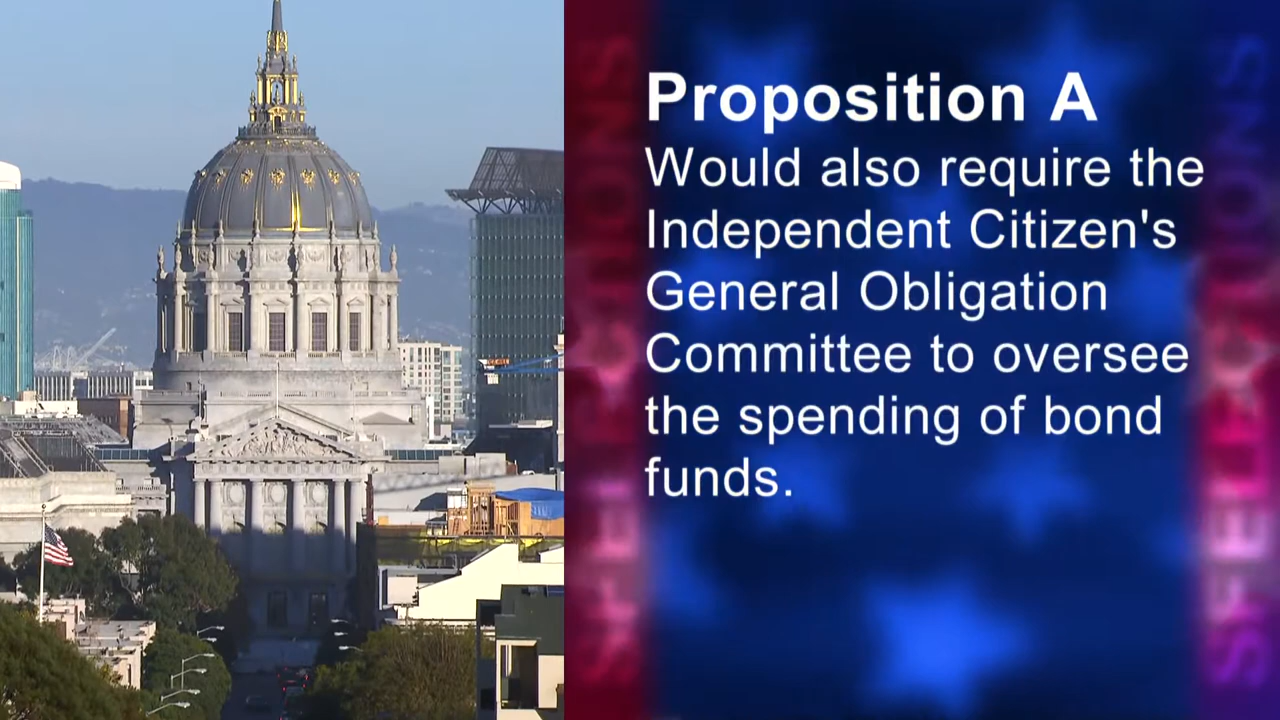 Proposition A
Would also require the
Independent Citizen's
General Obligation
Committee to oversee
the spending of bond
funds.